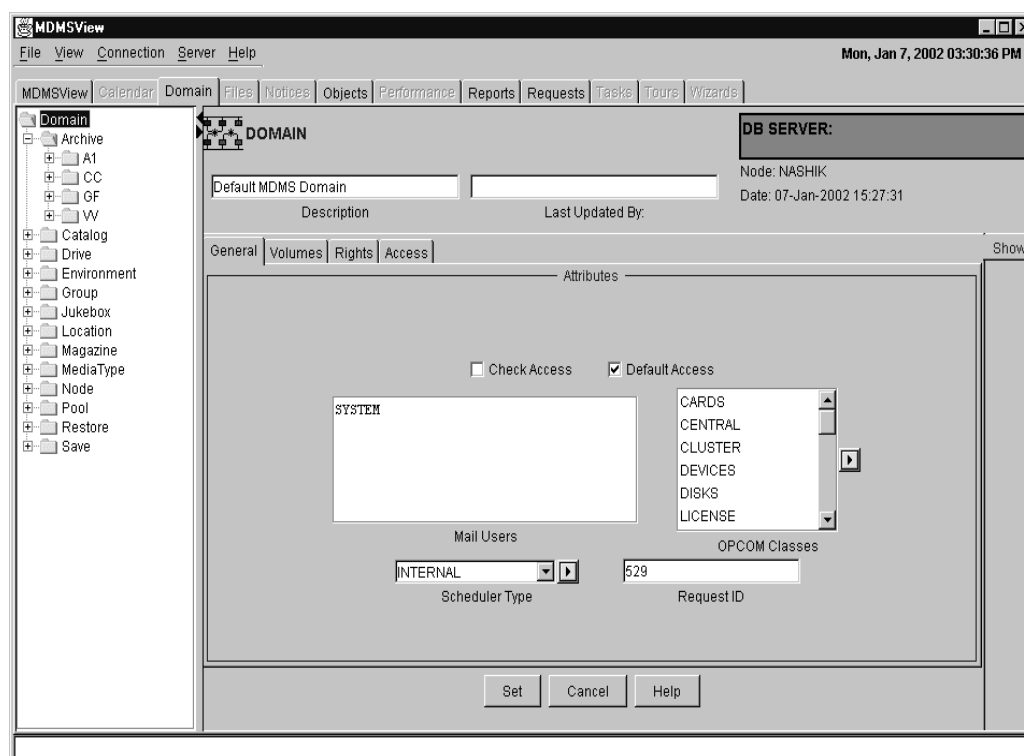 MDMSView
File View Connection Server Help
Mon, Jan 7, 2002 03:30:36 PM
MDMSView Calendar Domain Files Notices Objects Performance Reports Requests Tasks Tours Wizards
Domain
Archive
A1
CC
GF
VV
Catalog
Drive
Environment
Group
Jukebox
Location
Magazine
MediaType
Node
Pool
Restore
Save
DOMAIN
DB SERVER:
Node: NASHIK
Date: 07-Jan-2002 15:27:31
Default MDMS Domain
Description
Last Updated By:
General Volumes Rights Access
Show
Attributes
Check Access
Default Access
SYSTEM
Mail Users
CARDS
CENTRAL
CLUSTER
DEVICES
DISKS
LICENSE
OPCOM Classes
INTERNAL
Scheduler Type
529
Request ID
Set Cancel Help